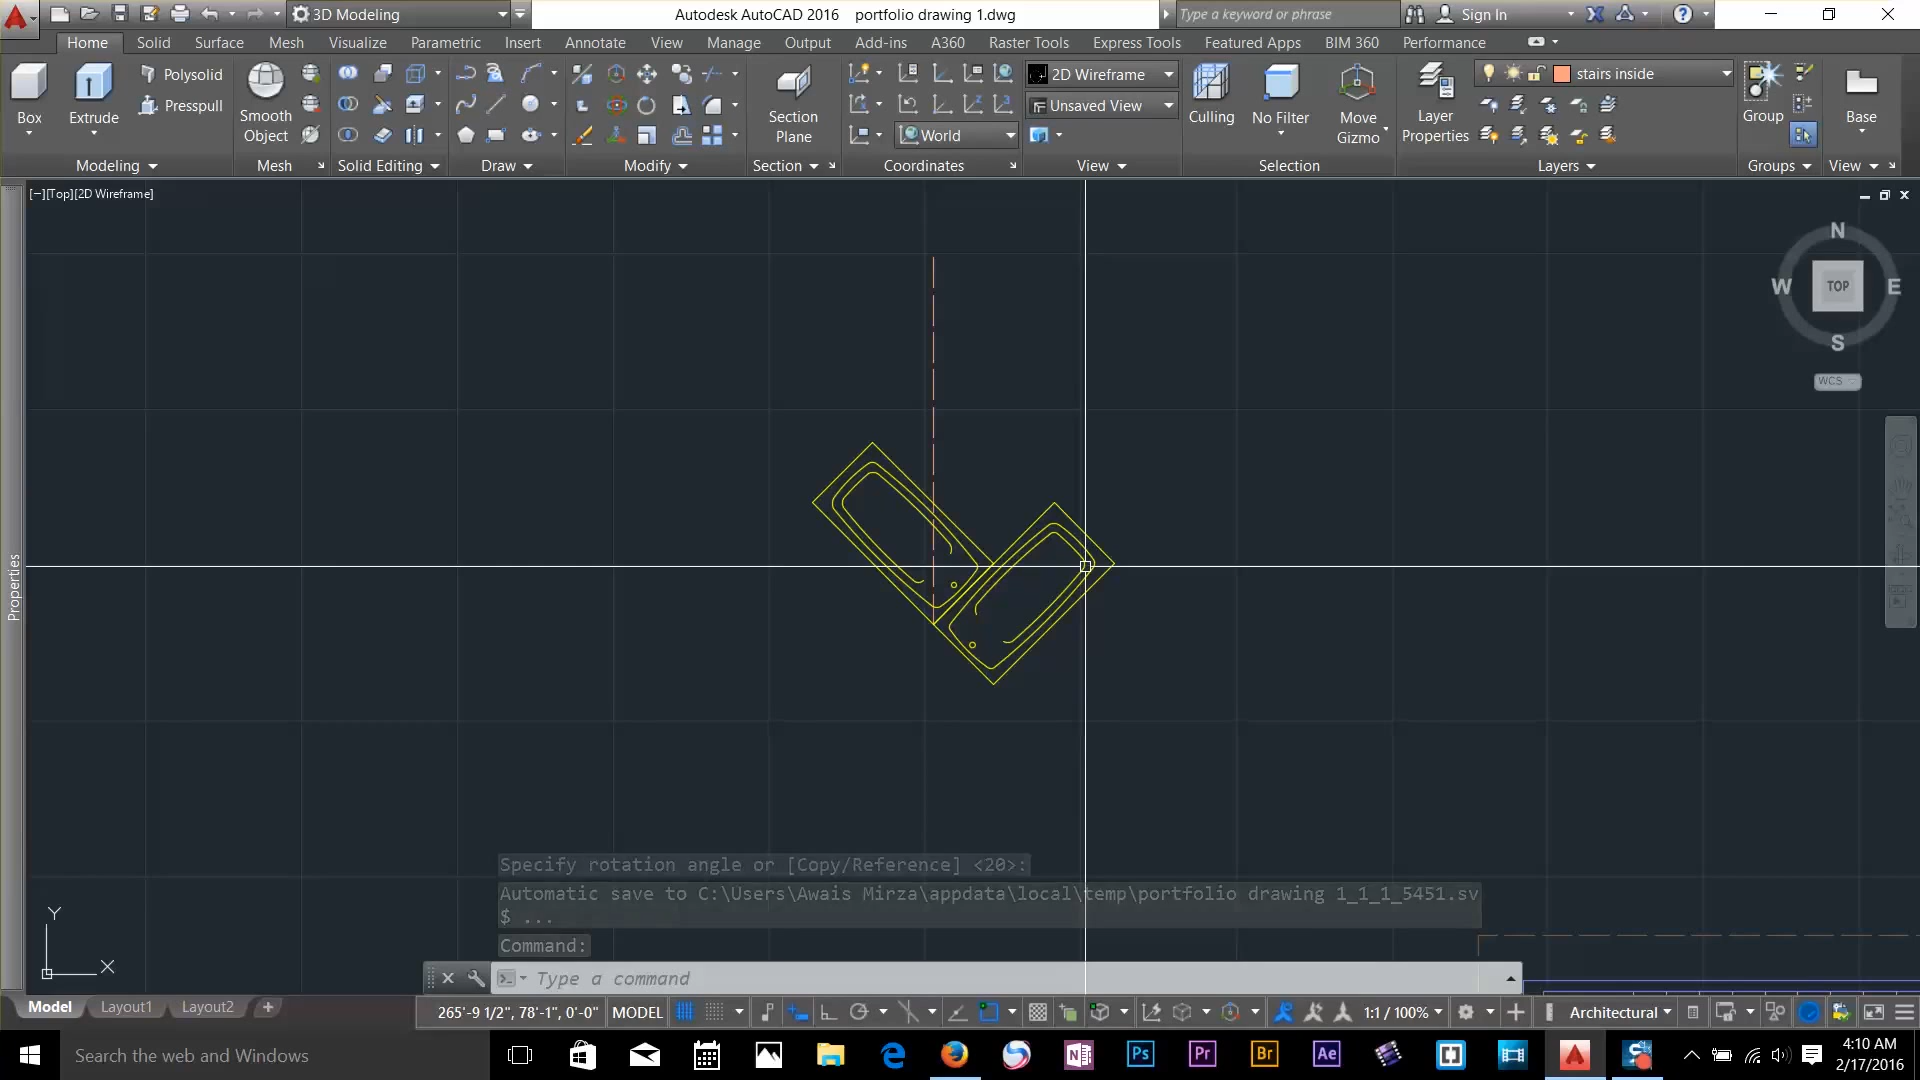 3D Modeling
Autodesk AutoCAD 2016 portfolio drawing 1.dwg
Type a keyword or phrase
Sign In
Home Solid Surface Mesh Visualize Parametric Insert Annotate View Manage Output Add-ins A360 Raster Tools Express Tools Featured Apps BIM 360 Performance
Box
Extrude
Polysolid
Presspull
Smooth
Object
Section
Plane
World
2D Wireframe
Unsaved View
Culling
No Filter
Move
Gizmo
Layer
Properties
stairs inside
Group
Base
Modeling Mesh Solid Editing Draw Modify Section Coordinates View Selection Layers Groups View
[−][Top][2D Wireframe]
N
W
TOP
E
S
WCS
Properties
Specify rotation angle or [Copy/Reference] <20>:
Automatic save to C:\Users\Awais Mirza\appdata\local\temp\portfolio drawing 1_1_1_5451.sv
$ ...
Command:
Type a command
Y
X
Model Layout1 Layout2 +
265'-9 1/2", 78'-1", 0'-0" MODEL 1:1 / 100% Architectural
Search the web and Windows
N
Ps
Pr
Br
Ae
4:10 AM
2/17/2016